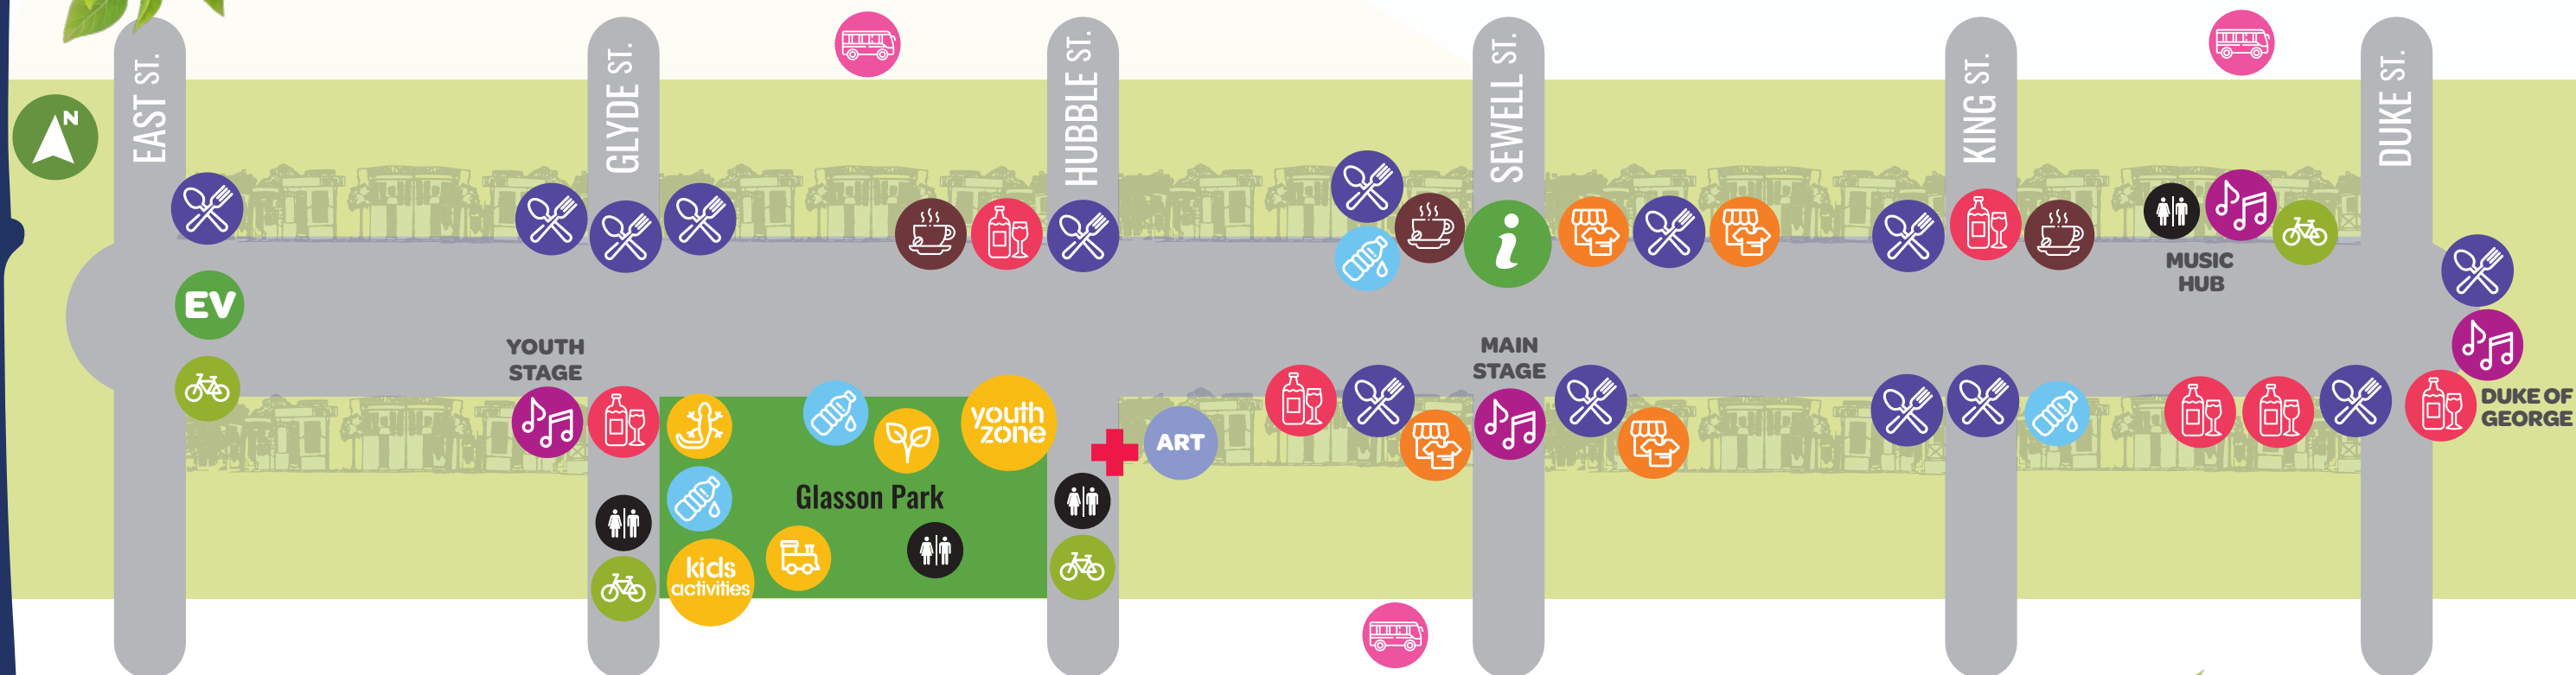 N
EAST ST.
GLYDE ST.
HUBBLE ST.
SEWELL ST.
KING ST.
DUKE ST.
i
EV
MUSIC
HUB
YOUTH
STAGE
MAIN
STAGE
youth
zone
ART
DUKE OF
GEORGE
Glasson Park
kids
activities